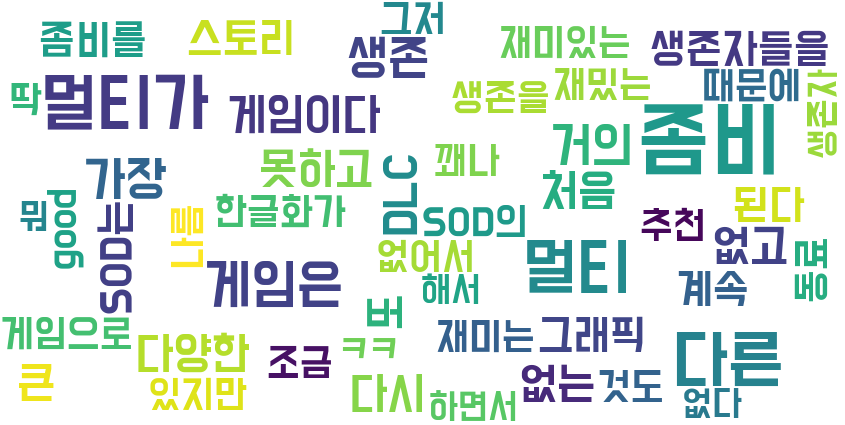 그저
좀비를
스토리
생존
재미있는
생존자들을
딱
멀티가
게임이다
생존을
재밌는
때문에
생존자
좀비
거의
꽤나
못하고
가장
DLC
처음
뭐
good
SOD는
나름
한글화가
SOD의
추천
된다
없고
동료
없어서
멀티
게임은
해서
계속
버
게임으로
다양한
조금
ㅋㅋ
재미는
그래픽
다른
큰
있지만
다시
하면서
없는
것도
없다